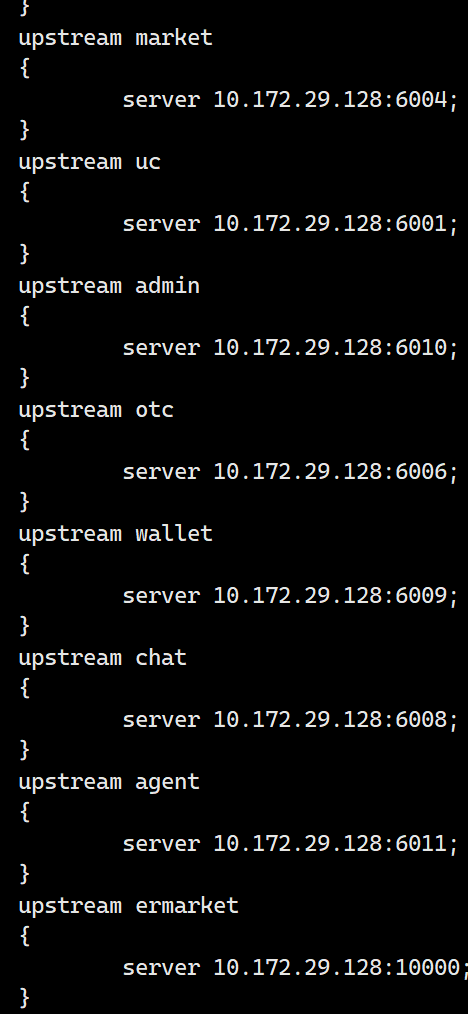 }
upstream market
{
        server 10.172.29.128:6004;
}
upstream uc
{
        server 10.172.29.128:6001;
}
upstream admin
{
        server 10.172.29.128:6010;
}
upstream otc
{
        server 10.172.29.128:6006;
}
upstream wallet
{
        server 10.172.29.128:6009;
}
upstream chat
{
        server 10.172.29.128:6008;
}
upstream agent
{
        server 10.172.29.128:6011;
}
upstream ermarket
{
        server 10.172.29.128:10000;
}